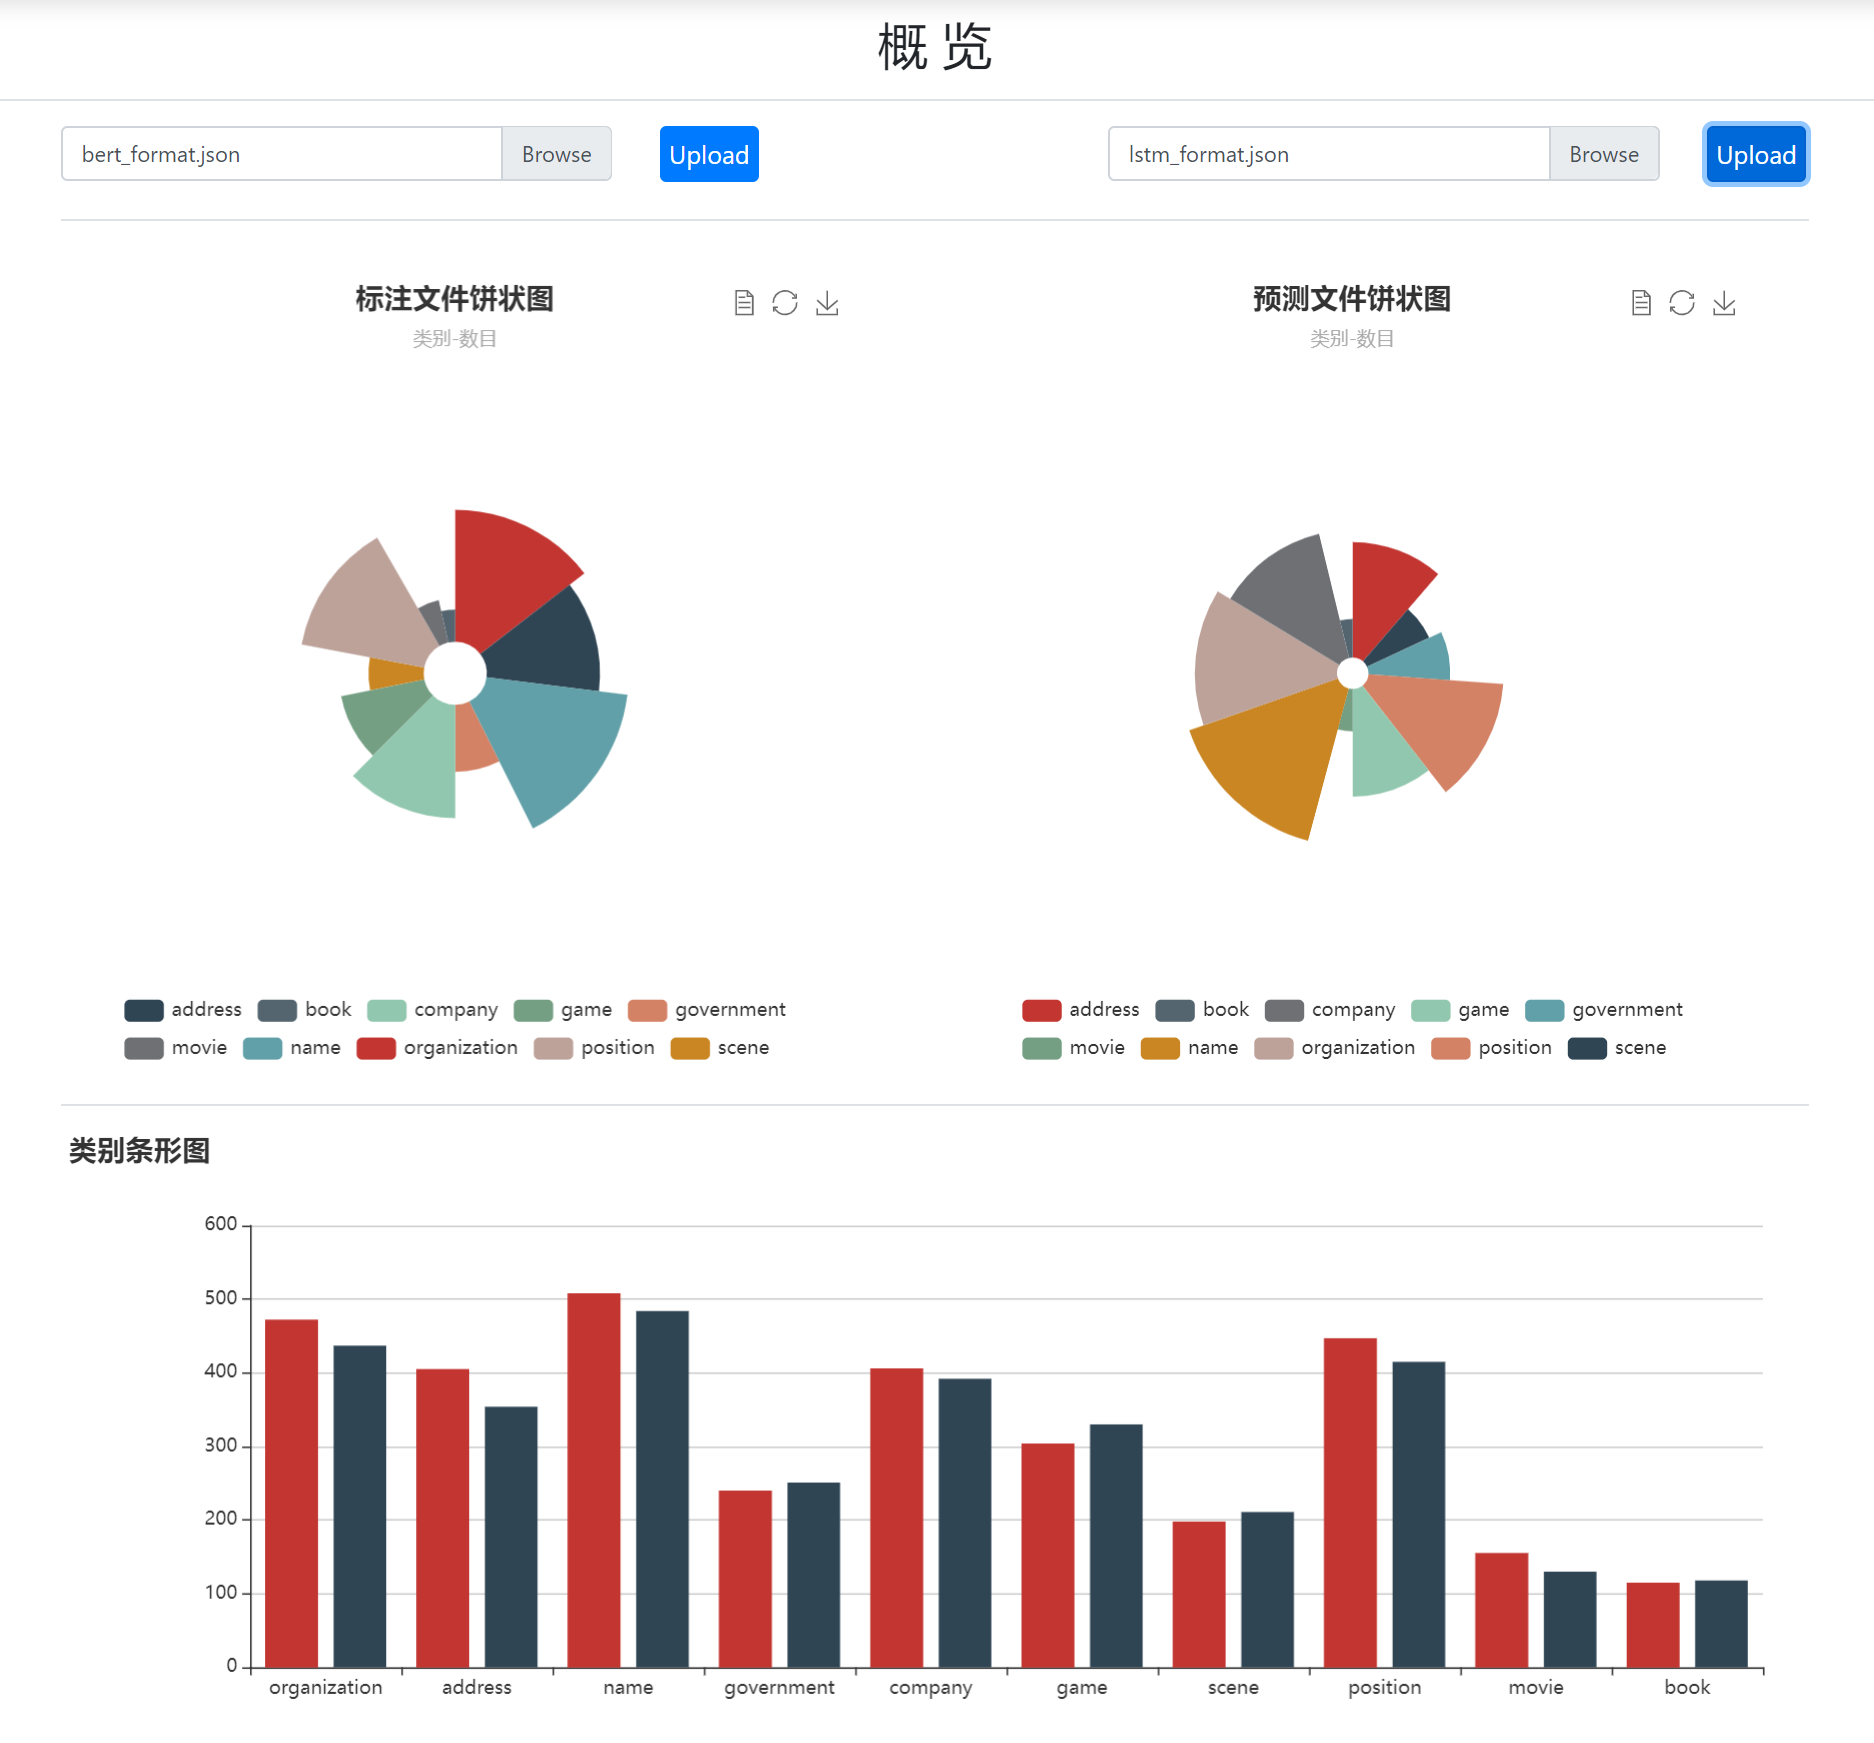 概 览
bert_format.json Browse Upload lstm_format.json Browse Upload
标注文件饼状图
类别-数目
预测文件饼状图
类别-数目
address book company game government
movie name organization position scene
address book company game government
movie name organization position scene
类别条形图
600
500
400
300
200
100
0
organization address name government company game scene position movie book